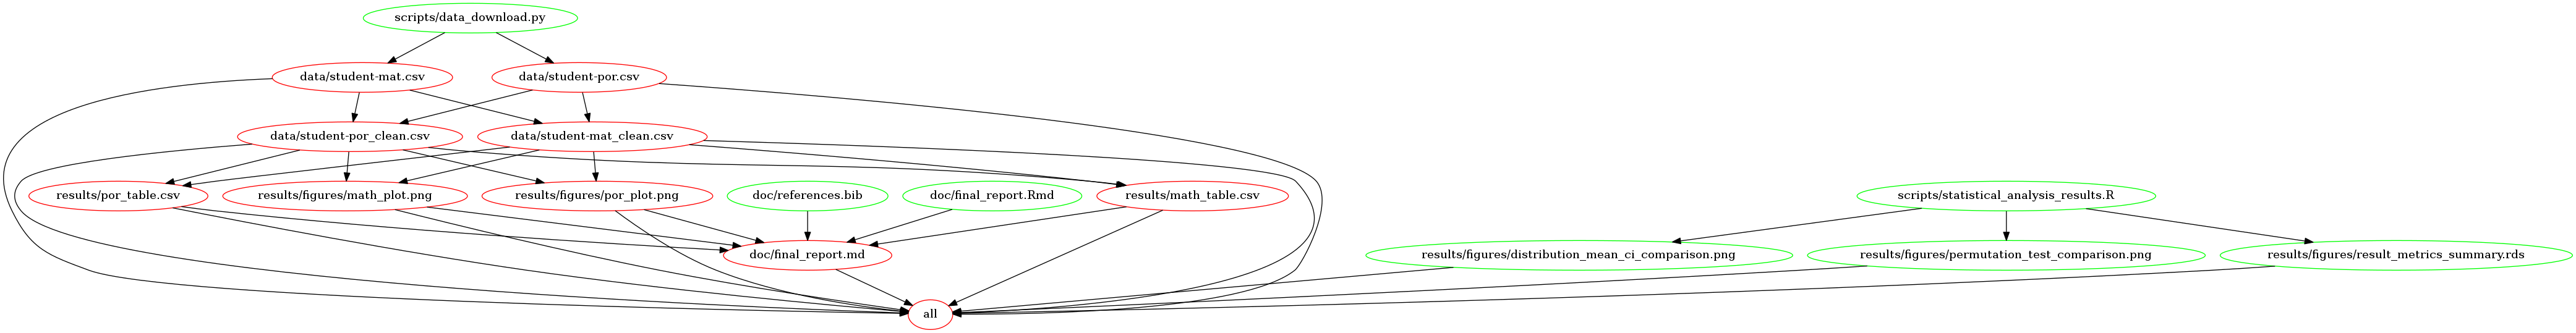 scripts/data_download.py
data/student-mat.csv
data/student-por.csv
data/student-por_clean.csv
data/student-mat_clean.csv
results/por_table.csv
results/figures/math_plot.png
results/figures/por_plot.png
doc/references.bib
doc/final_report.Rmd
results/math_table.csv
scripts/statistical_analysis_results.R
doc/final_report.md
results/figures/distribution_mean_ci_comparison.png
results/figures/permutation_test_comparison.png
results/figures/result_metrics_summary.rds
all